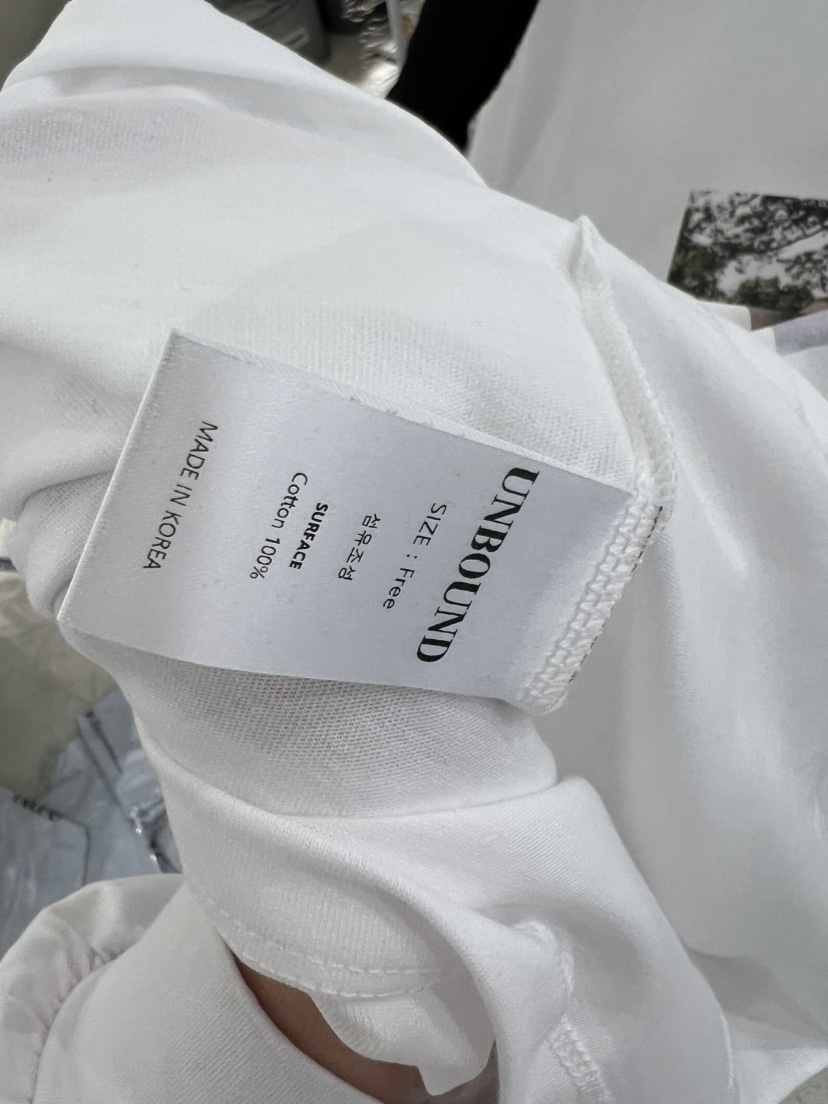 UNBOUND
SIZE : Free
섬유조성
SURFACE
Cotton 100%
MADE IN KOREA